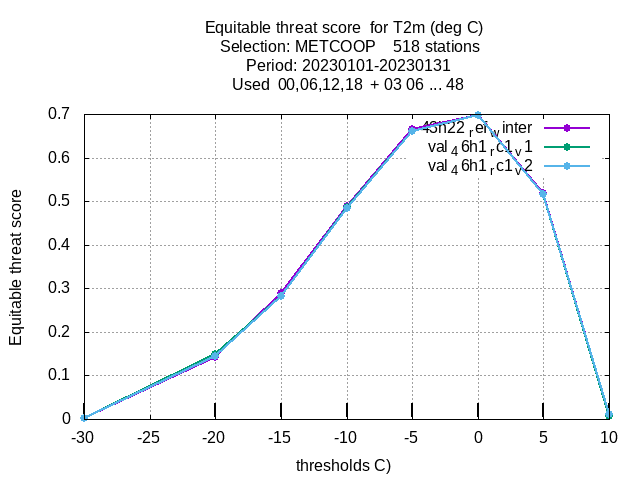 Equitable threat score for T2m (deg C)
Selection: METCOOP 518 stations
Period: 20230101-20230131
Used 00,06,12,18 + 03 06 ... 48
Equitable threat score
0.7
0.6
0.5
0.4
0.3
0.2
0.1
0
43h22 r ef w inter
val 4 6h1 r c1 v 1
val 4 6h1 r c1 v 2
-30 -25 -20 -15 -10 -5 0 5 10
thresholds C)